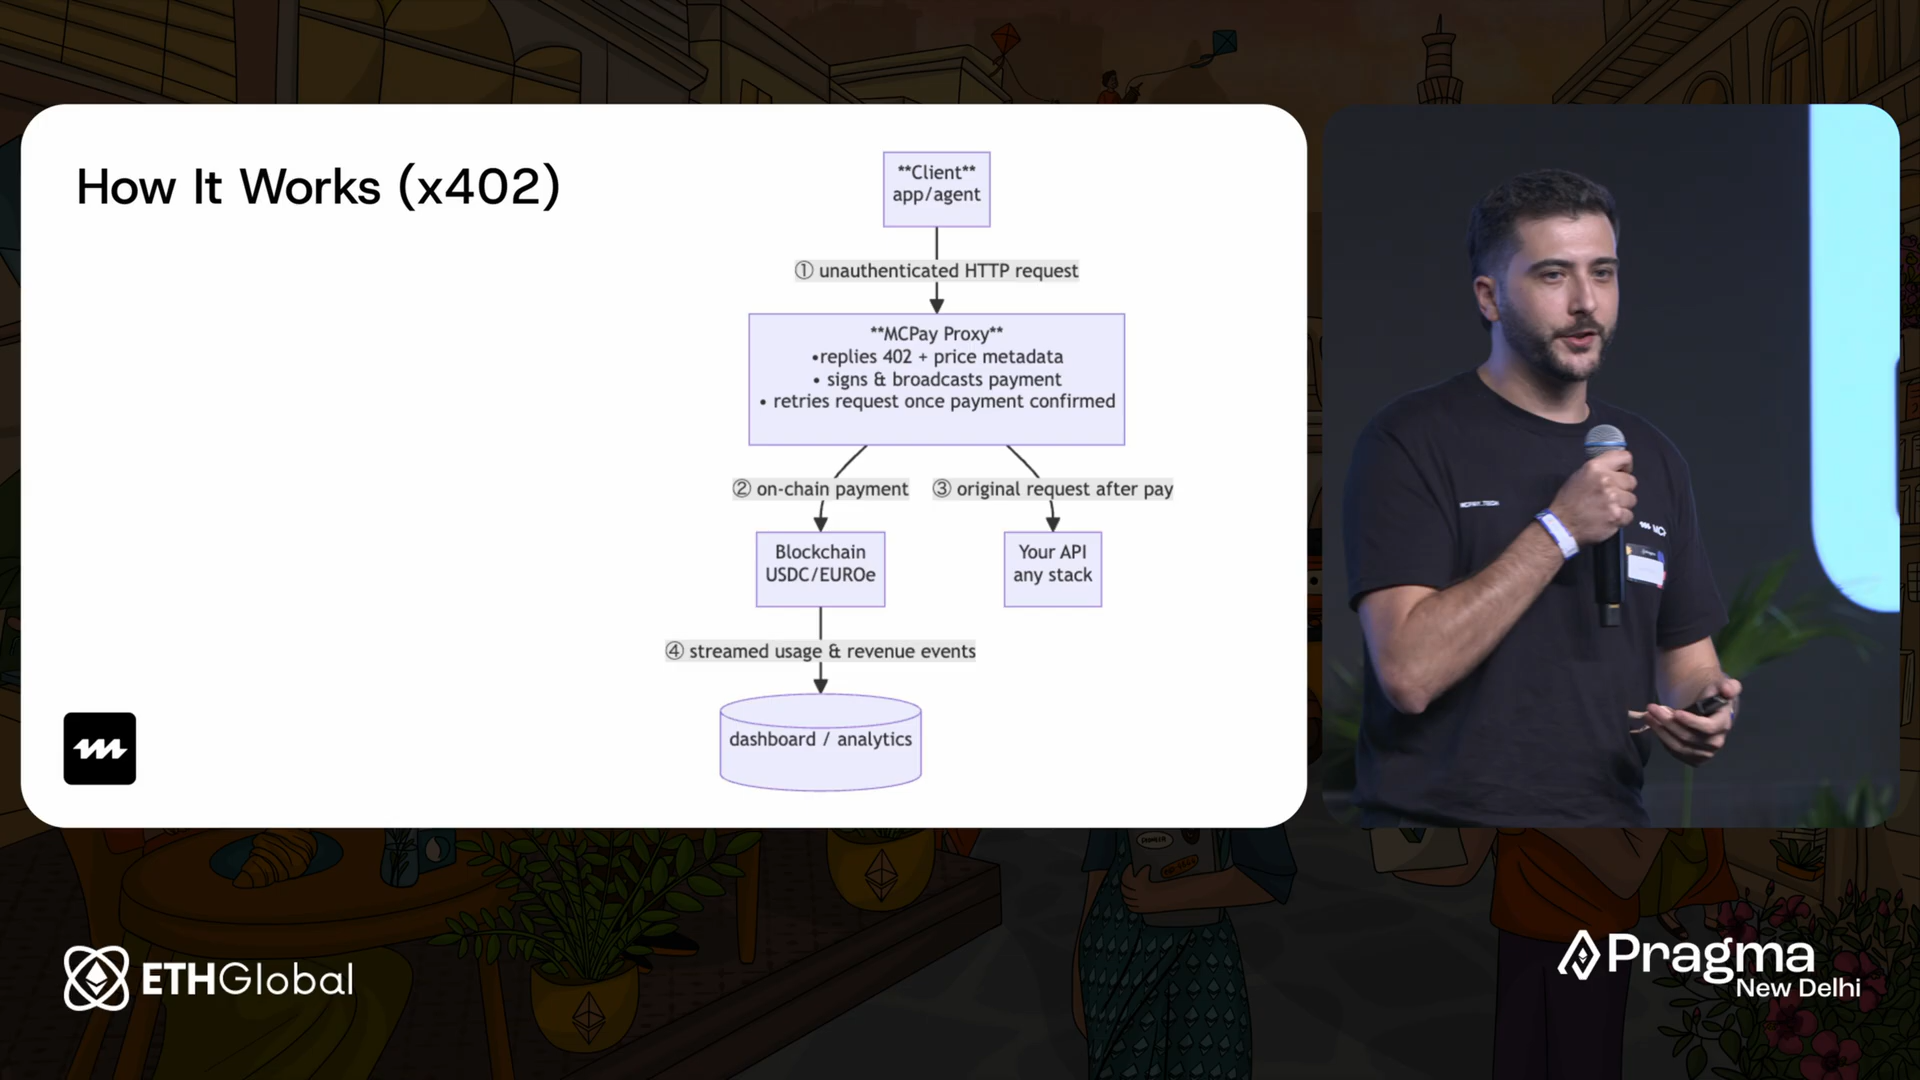 How It Works (x402)
**Client**
app/agent
① unauthenticated HTTP request
**MCPay Proxy**
•replies 402 + price metadata
• signs & broadcasts payment
• retries request once payment confirmed
② on-chain payment
③ original request after pay
Blockchain
USDC/EUROe
Your API
any stack
④ streamed usage & revenue events
dashboard / analytics
ETHGlobal
Pragma
New Delhi